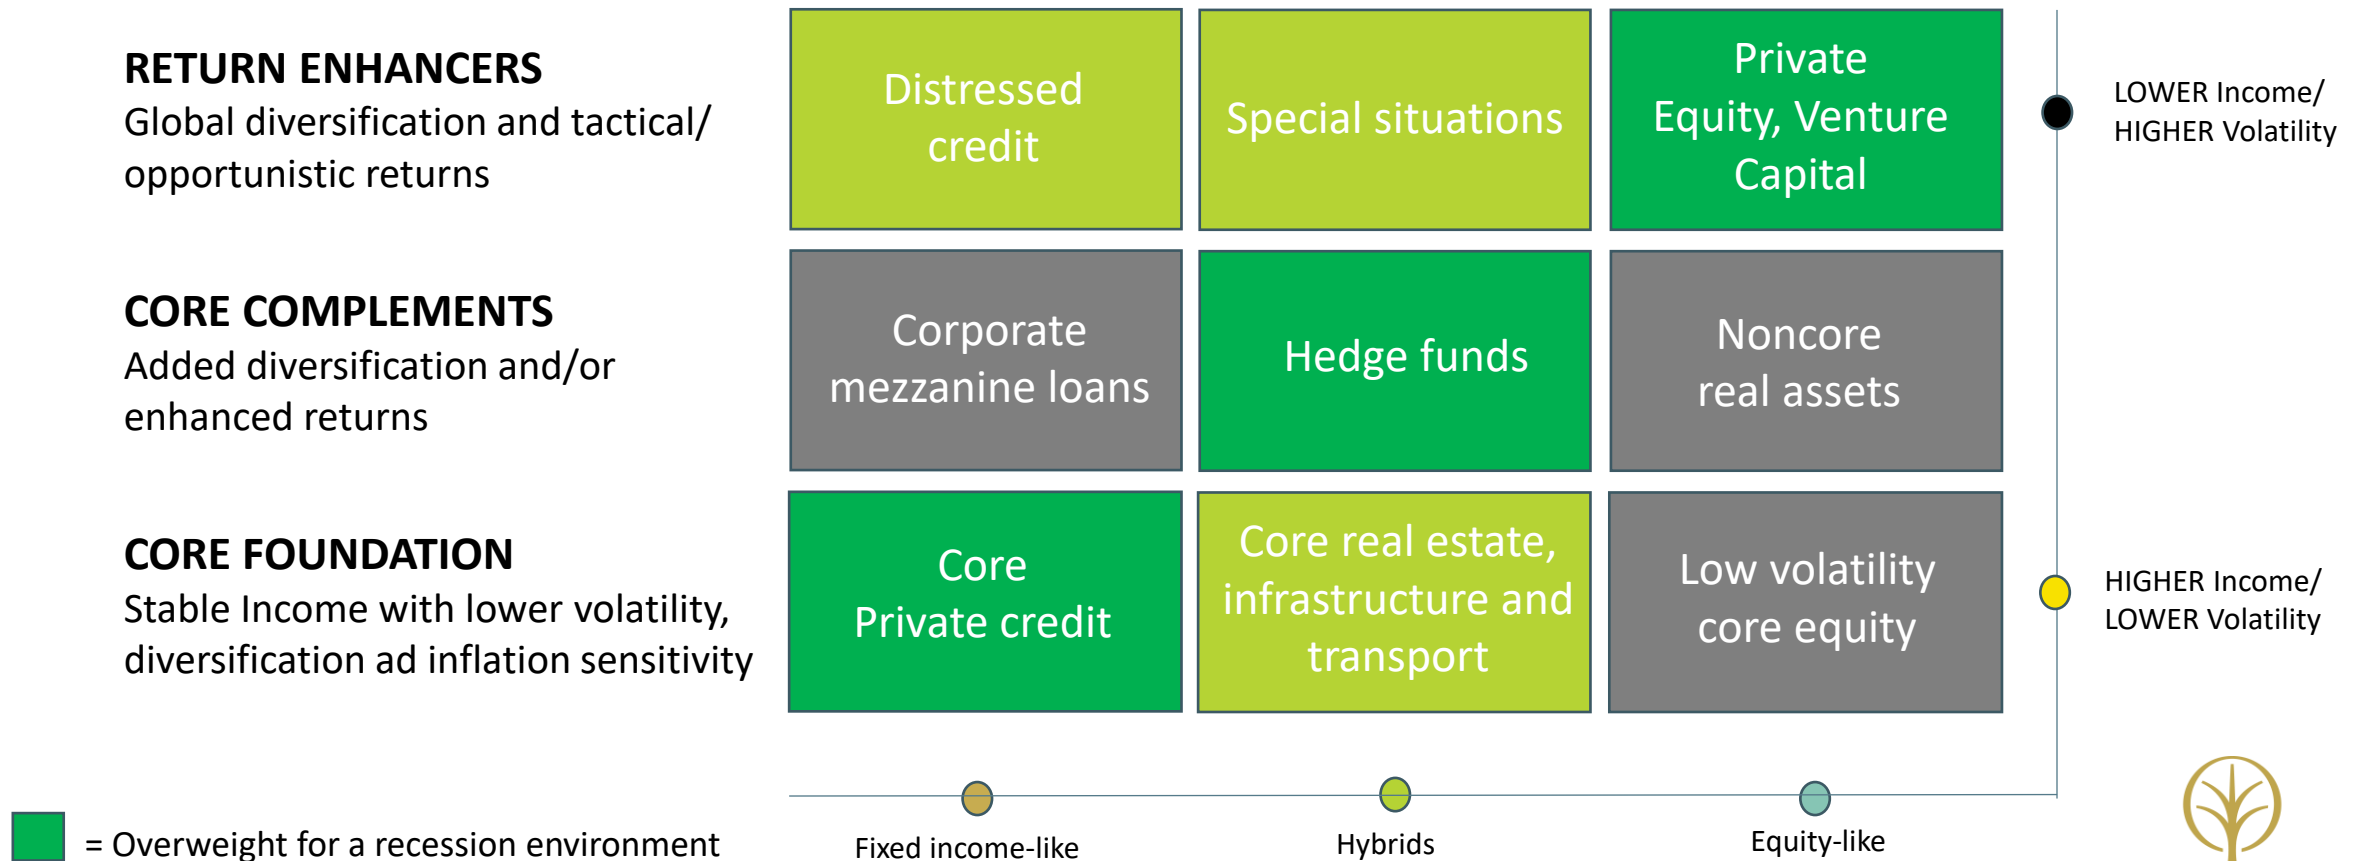 RETURN ENHANCERS
Global diversification and tactical/
opportunistic returns
Distressed
credit
Special situations
Private
Equity, Venture
Capital
LOWER Income/
HIGHER Volatility
CORE COMPLEMENTS
Added diversification and/or
enhanced returns
Corporate
mezzanine loans
Hedge funds
Noncore
real assets
CORE FOUNDATION
Stable Income with lower volatility,
diversification ad inflation sensitivity
Core
Private credit
Core real estate,
infrastructure and
transport
Low volatility
core equity
HIGHER Income/
LOWER Volatility
= Overweight for a recession environment
Fixed income-like
Hybrids
Equity-like